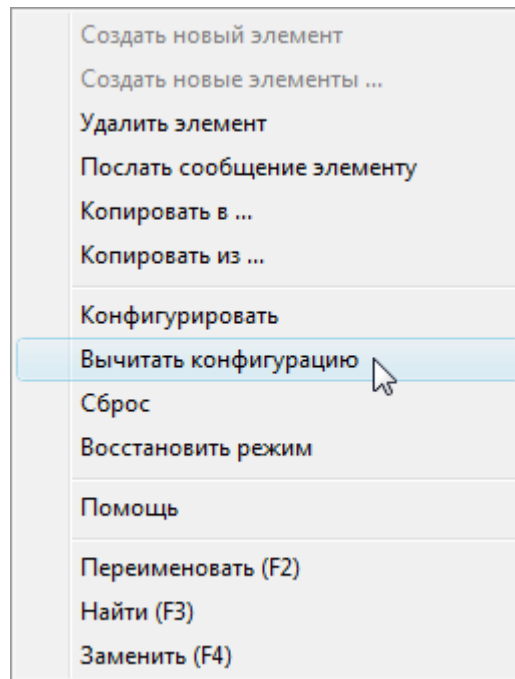 Создать новый элемент
Создать новые элементы ...
Удалить элемент
Послать сообщение элементу
Копировать в ...
Копировать из ...
Конфигурировать
Вычитать конфигурацию
Сброс
Восстановить режим
Помощь
Переименовать (F2)
Найти (F3)
Заменить (F4)